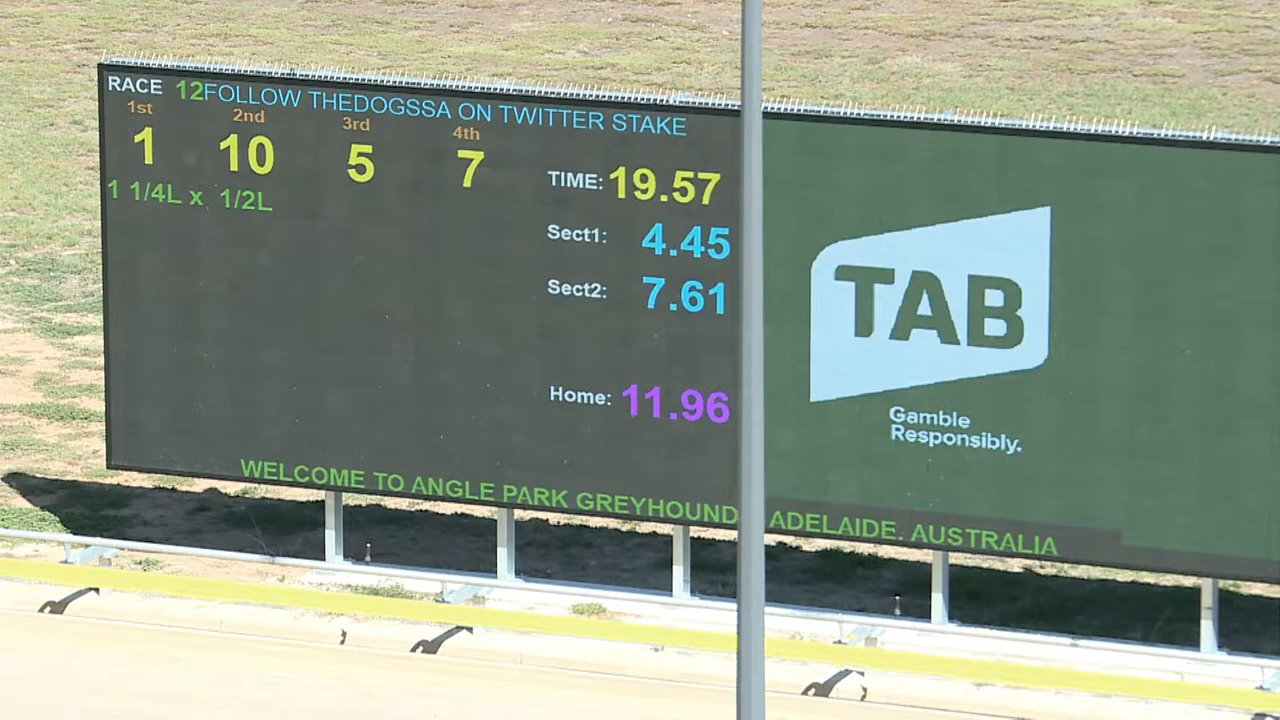 RACE 12FOLLOW THEDOGSSA ON TWITTER STAKE
1st 2nd 3rd 4th
1 10 5 7
1 1/4L x 1/2L
TIME: 19.57
Sect1: 4.45
Sect2: 7.61
Home: 11.96
WELCOME TO ANGLE PARK GREYHOUND ADELAIDE. AUSTRALIA
TAB
Gamble
Responsibly.